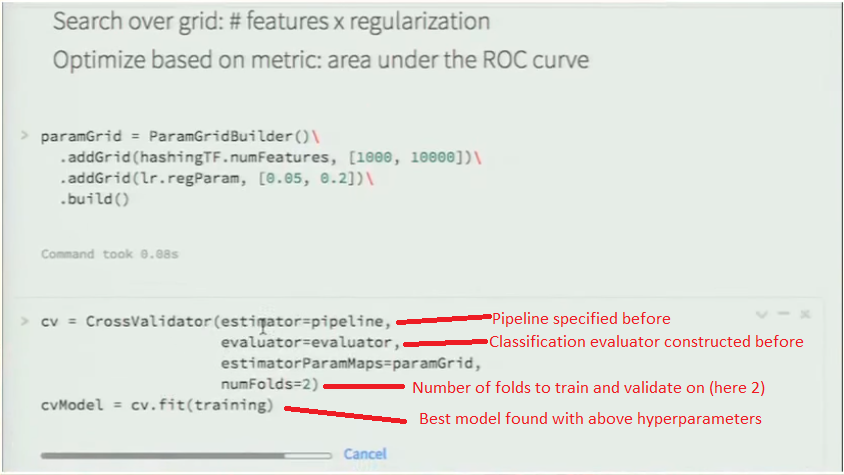 Search over grid: # features x regularization
Optimize based on metric: area under the ROC curve
> paramGrid = ParamGridBuilder()\
.addGrid(hashingTF.numFeatures, [1000, 10000])\
.addGrid(lr.regParam, [0.05, 0.2])\
.build()
Command took 0.08s
> cv = CrossValidator(estimator=pipeline, Pipeline specified before
evaluator=evaluator, Classification evaluator constructed before
estimatorParamMaps=paramGrid,
numFolds=2) Number of folds to train and validate on (here 2)
cvModel = cv.fit(training) Best model found with above hyperparameters
Cancel